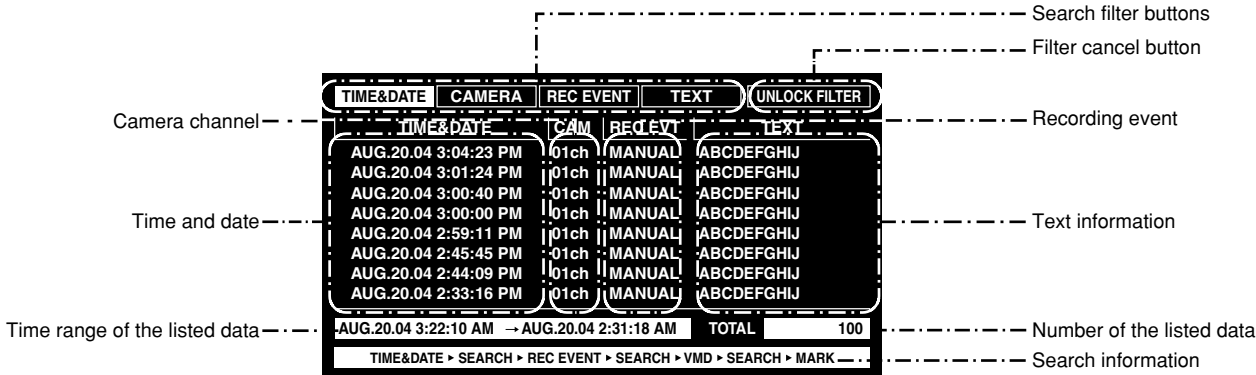 Search filter buttons
Filter cancel button
TIME&DATE CAMERA REC EVENT TEXT UNLOCK FILTER
Camera channel
Recording event
TIME&DATE CAM REC EVT TEXT
AUG.20.04 3:04:23 PM 01ch MANUAL ABCDEFGHIJ
AUG.20.04 3:01:24 PM 01ch MANUAL ABCDEFGHIJ
AUG.20.04 3:00:40 PM 01ch MANUAL ABCDEFGHIJ
Time and date
AUG.20.04 3:00:00 PM 01ch MANUAL ABCDEFGHIJ
Text information
AUG.20.04 2:59:11 PM 01ch MANUAL ABCDEFGHIJ
AUG.20.04 2:45:45 PM 01ch MANUAL ABCDEFGHIJ
AUG.20.04 2:44:09 PM 01ch MANUAL ABCDEFGHIJ
AUG.20.04 2:33:16 PM 01ch MANUAL ABCDEFGHIJ
Time range of the listed data
AUG.20.04 3:22:10 AM → AUG.20.04 2:31:18 AM TOTAL 100
Number of the listed data
TIME&DATE ▸ SEARCH ▸ REC EVENT ▸ SEARCH ▸ VMD ▸ SEARCH ▸ MARK
Search information